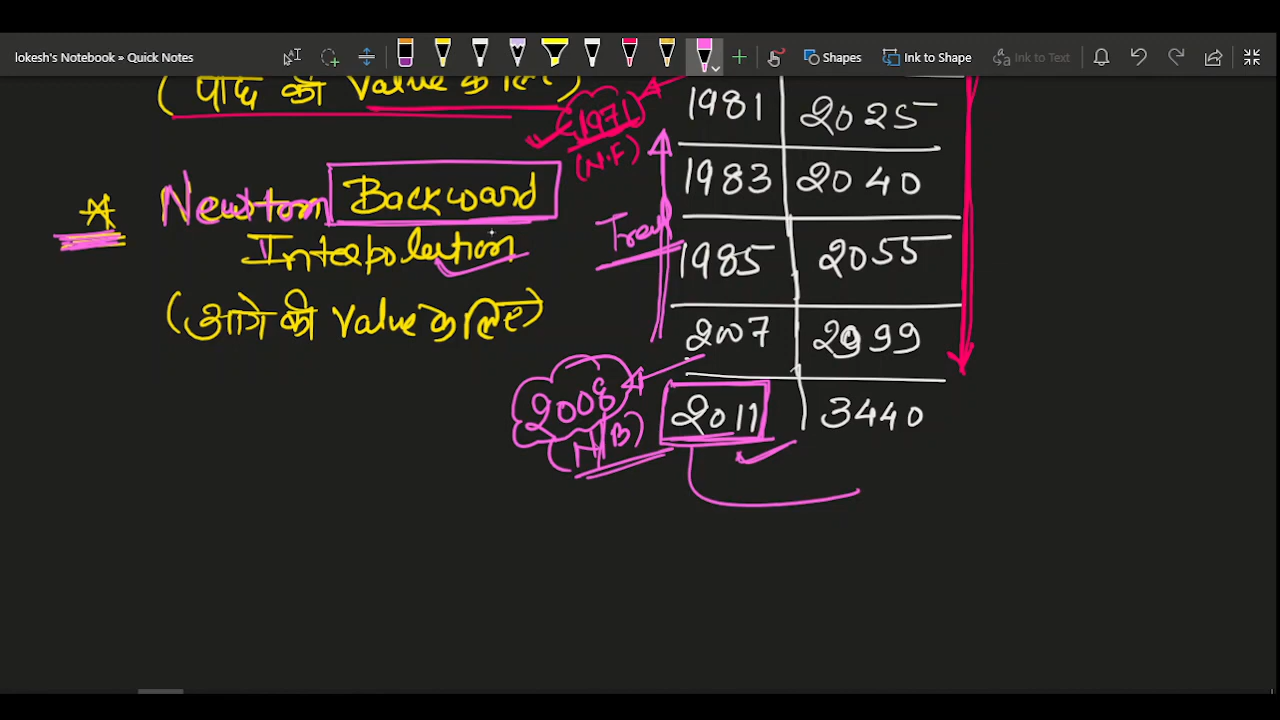 lokesh's Notebook » Quick Notes
Shapes
Ink to Shape
Ink to Text
(पीछे की Value के लिए)
1971
(N.F)
Newton Backward
Interpolation
(आगे की Value के लिए)
1981 2025
1983 2040
1985 2055
2007 2999
2011 3440
2008
(N/B)